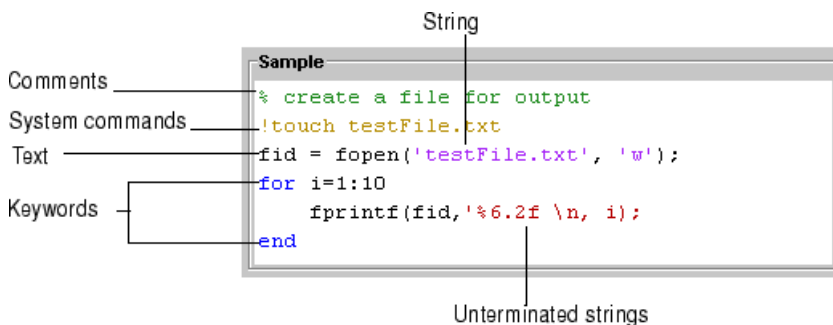 String
Sample
Comments
% create a file for output
System commands
!touch testFile.txt
Text
fid = fopen('testFile.txt', 'w');
for i=1:10
Keywords
fprintf(fid,'%6.2f \n, i);
end
Unterminated strings